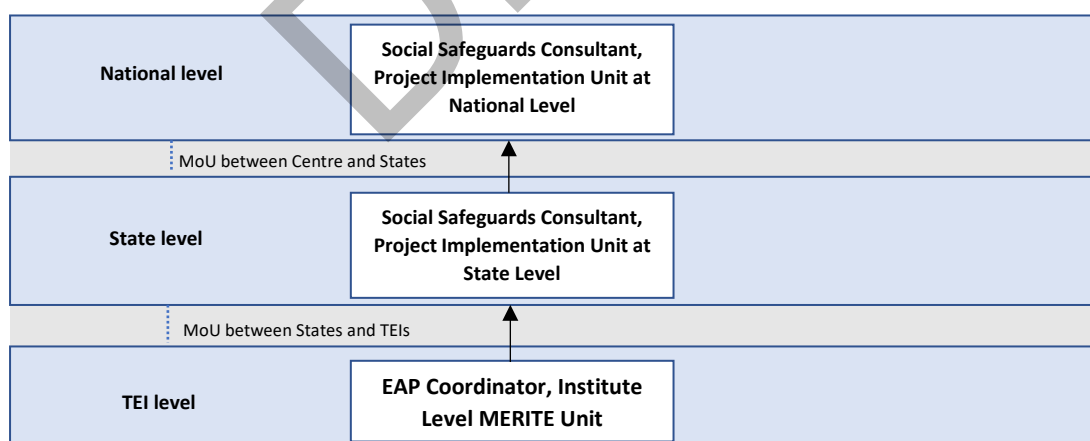 National level
Social Safeguards Consultant,
Project Implementation Unit at
National Level
MoU between Centre and States
State level
Social Safeguards Consultant,
Project Implementation Unit at
State Level
MoU between States and TEIs
TEI level
EAP Coordinator, Institute
Level MERITE Unit